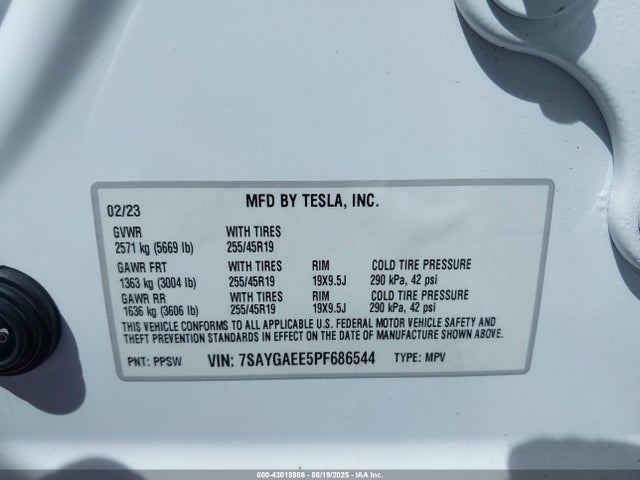 MFD BY TESLA, INC.
02/23
GVWR WITH TIRES
2571 kg (5669 lb) 255/45R19
GAWR FRT WITH TIRES RIM COLD TIRE PRESSURE
1363 kg (3004 lb) 255/45R19 19X9.5J 290 kPa, 42 psi
GAWR RR WITH TIRES RIM COLD TIRE PRESSURE
1636 kg (3606 lb) 255/45R19 19X9.5J 290 kPa, 42 psi
THIS VEHICLE CONFORMS TO ALL APPLICABLE U.S. FEDERAL MOTOR VEHICLE SAFETY AND
THEFT PREVENTION STANDARDS IN EFFECT ON THE DATE OF MANUFACTURE SHOWN ABOVE.
PNT: PPSW VIN: 7SAYGAEE5PF686544 TYPE: MPV
000-43018986 - 08/19/2025 - IAA Inc.